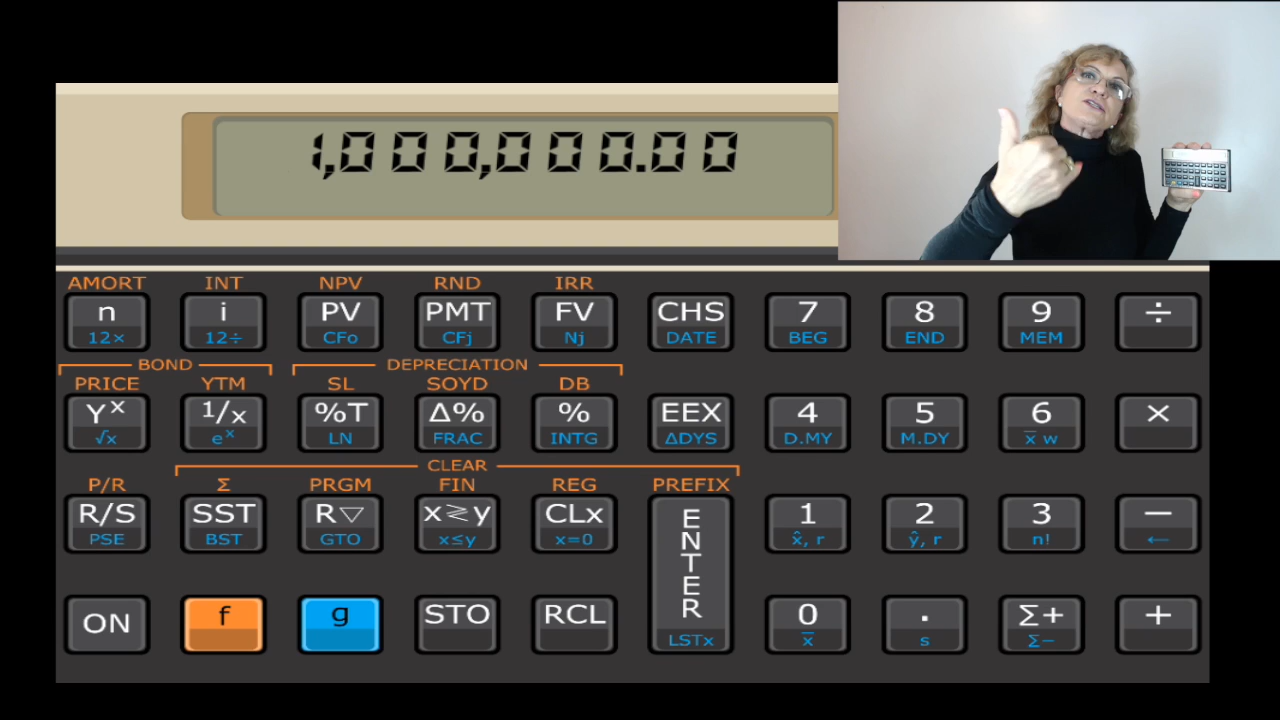 1,000,000.00
AMORT INT NPV RND IRR
n i PV PMT FV CHS 7 8 9 ÷
12× 12÷ CFo CFj Nj DATE BEG END MEM
BOND DEPRECIATION
PRICE YTM SL SOYD DB
Yˣ 1/x %T Δ% % EEX 4 5 6 ×
√x eˣ LN FRAC INTG ΔDYS D.MY M.DY x̅ w
CLEAR
P/R Σ PRGM FIN REG PREFIX
R/S SST R▽ x≷y CLx ENTER 1 2 3 −
PSE BST GTO x≤y x=0 x̂, r ŷ, r n! ←
ON f g STO RCL 0 . Σ+ +
LSTx x̅ s Σ−